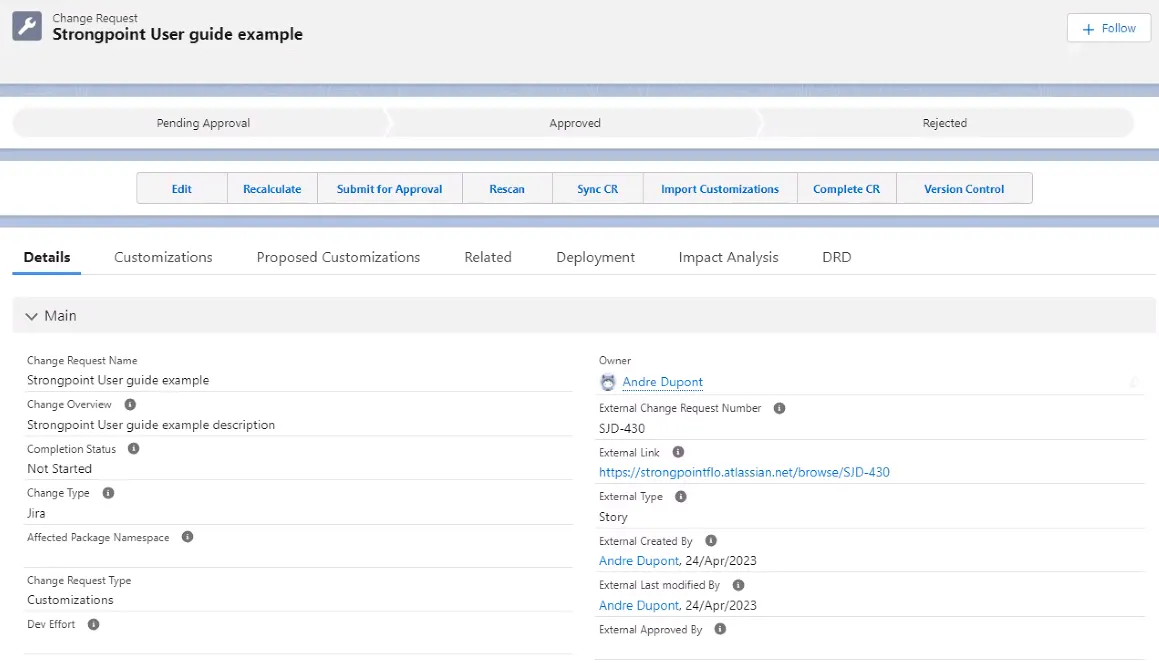 Change Request
Strongpoint User guide example
Follow
Pending Approval
Approved
Rejected
Edit
Recalculate
Submit for Approval
Rescan
Sync CR
Import Customizations
Complete CR
Version Control
Details
Customizations
Proposed Customizations
Related
Deployment
Impact Analysis
DRD
Main
Change Request Name
Strongpoint User guide example
Change Overview
Strongpoint User guide example description
Completion Status
Not Started
Change Type
Jira
Affected Package Namespace
Change Request Type
Customizations
Dev Effort
Owner
Andre Dupont
External Change Request Number
SJD-430
External Link
https://strongpointflo.atlassian.net/browse/SJD-430
External Type
Story
External Created By
Andre Dupont, 24/Apr/2023
External Last modified By
Andre Dupont, 24/Apr/2023
External Approved By